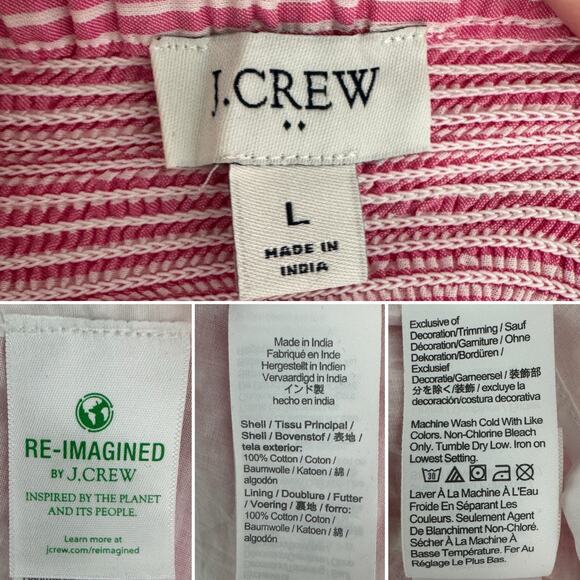 J.CREW
L
MADE IN
INDIA
RE-IMAGINED
BY J.CREW
INSPIRED BY THE PLANET
AND ITS PEOPLE.
Learn more at
jcrew.com/reimagined
Made in India
Fabriqué en Inde
Hergestellt in Indien
Vervaardigd in India
インド製
hecho en india
Shell / Tissu Principal /
Shell / Bovenstof / 表地 /
tela exterior:
100% Cotton / Coton /
Baumwolle / Katoen / 綿 /
algodón
Lining / Doublure / Futter
/ Voering / 裏地 / forro:
100% Cotton / Coton /
Baumwolle / Katoen / 綿 /
algodón
Exclusive of
Decoration/Trimming / Sauf
Décoration/Garniture / Ohne
Dekoration/Bordüren /
Exclusief
Decoratie/Garneersel / 装飾部
分を除く/装飾 / excluye la
decoración/costura decorativa
Machine Wash Cold With Like
Colors. Non-Chlorine Bleach
Only. Tumble Dry Low. Iron on
Lowest Setting.
30
Laver À La Machine À L'Eau
Froide En Séparant Les
Couleurs. Seulement Agent
De Blanchiment Non-Chloré.
Sécher À La Machine À
Basse Température. Fer Au
Réglage Le Plus Bas.